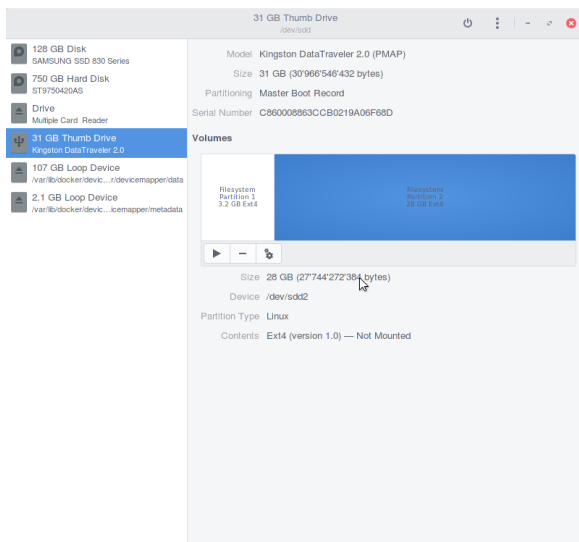 31 GB Thumb Drive
/dev/sdd
128 GB Disk
SAMSUNG SSD 830 Series
750 GB Hard Disk
ST9750420AS
Drive
Multiple Card Reader
31 GB Thumb Drive
Kingston DataTraveler 2.0
107 GB Loop Device
/var/lib/docker/devic...r/devicemapper/data
2.1 GB Loop Device
/var/lib/docker/devic...icemapper/metadata
Model Kingston DataTraveler 2.0 (PMAP)
Size 31 GB (30'966'546'432 bytes)
Partitioning Master Boot Record
Serial Number C860008863CCB0219A06F68D
Volumes
Filesystem
Partition 1
3.2 GB Ext4
Filesystem
Partition 2
28 GB Ext4
Size 28 GB (27'744'272'384 bytes)
Device /dev/sdd2
Partition Type Linux
Contents Ext4 (version 1.0) — Not Mounted